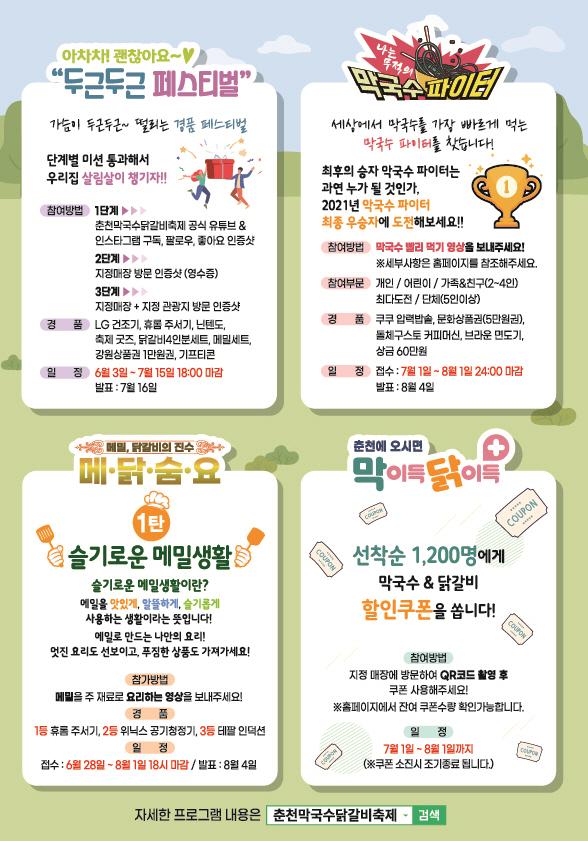 아차차! 괜찮아요~
"두근두근 페스티벌"
가슴이 두근두근~ 떨리는 경품 페스티벌
단계별 미션 통과해서
우리집 살림살이 챙기자!!
참여방법 1단계
춘천막국수닭갈비축제 공식 유튜브 &
인스타그램 구독, 팔로우, 좋아요 인증샷
2단계
지정매장 방문 인증샷 (영수증)
3단계
지정매장 + 지정 관광지 방문 인증샷
경 품 LG 건조기, 휴롬 주서기, 닌텐도,
축제 굿즈, 닭갈비4인분세트, 메밀세트,
강원상품권 1만원권, 기프티콘
일 정 6월 3일 ~ 7월 15일 18:00 마감
발표 : 7월 16일
나는
무적의
막국수 파이터
세상에서 막국수를 가장 빠르게 먹는
막국수 파이터를 찾습니다!
최후의 승자 막국수 파이터는
과연 누가 될 것인가,
2021년 막국수 파이터
최종 우승자에 도전해보세요!!
1
참여방법 막국수 빨리 먹기 영상을 보내주세요!
※세부사항은 홈페이지를 참조해주세요.
참여부문 개인 / 어린이 / 가족&친구(2~4인)
최다도전 / 단체(5인이상)
경 품 쿠쿠 압력밥솥, 문화상품권(5만원권),
돌체구스토 커피머신, 브라운 면도기,
상금 60만원
일 정 접수 : 7월 1일 ~ 8월 1일 24:00 마감
발표 : 8월 4일
메밀, 닭갈비의 진수
메·닭·숨·요
1탄
슬기로운 메밀생활
슬기로운 메밀생활이란?
메밀을 맛있게, 알뜰하게, 슬기롭게
사용하는 생활이라는 뜻입니다!
메밀로 만드는 나만의 요리!
멋진 요리도 선보이고, 푸짐한 상품도 가져가세요!
참가방법
메밀을 주 재료로 요리하는 영상을 보내주세요!
경 품
1등 휴롬 주서기, 2등 위닉스 공기청정기, 3등 테팔 인덕션
일 정
접수 : 6월 28일 ~ 8월 1일 18시 마감 / 발표 : 8월 4일
춘천에 오시면
막이득 닭이득
COUPON
COUPON
COUPON
선착순 1,200명에게
막국수 & 닭갈비
할인쿠폰을 쏩니다!
COUPON
참여방법
지정 매장에 방문하여 QR코드 촬영 후
쿠폰 사용해주세요!
※홈페이지에서 잔여 쿠폰수량 확인가능합니다.
일 정
COUPON
COUPON
7월 1일 ~ 8월 1일까지
(※쿠폰 소진시 조기종료 됩니다.)
자세한 프로그램 내용은 춘천막국수닭갈비축제 검색